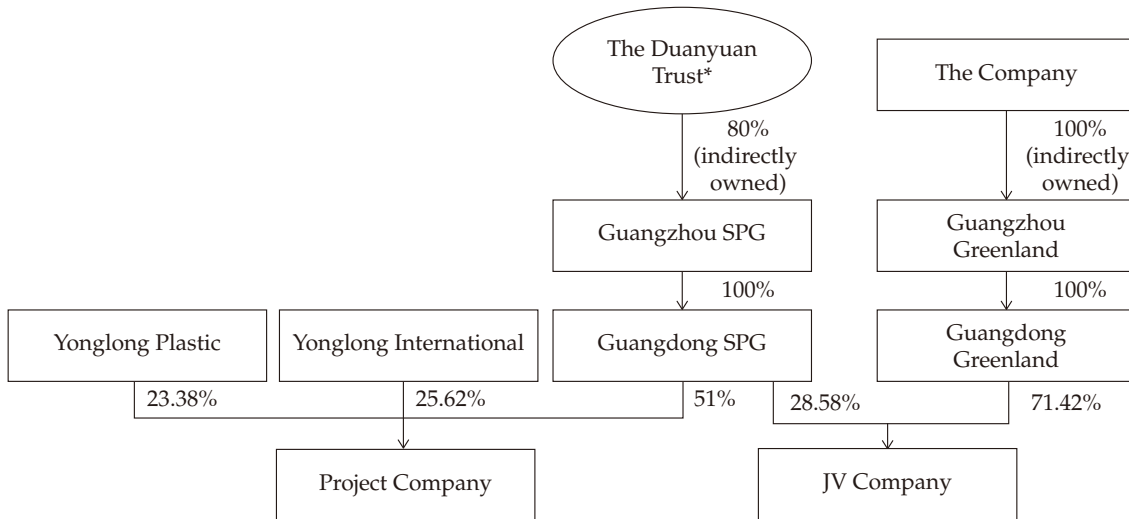 The Duanyuan
Trust*
The Company
80%
(indirectly
owned)
100%
(indirectly
owned)
Guangzhou SPG
Guangzhou
Greenland
100%
100%
Yonglong Plastic
Yonglong International
Guangdong SPG
Guangdong
Greenland
23.38%
25.62%
51%
28.58%
71.42%
Project Company
JV Company